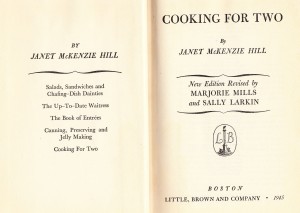 BY
JANET McKENZIE HILL
Salads, Sandwiches and
Chafing-Dish Dainties
The Up-To-Date Waitress
The Book of Entrées
Canning, Preserving and
Jelly Making
Cooking For Two
COOKING FOR TWO
By
JANET McKENZIE HILL
New Edition Revised by
MARJORIE MILLS
and SALLY LARKIN
L B
BOSTON
LITTLE, BROWN AND COMPANY · 1945